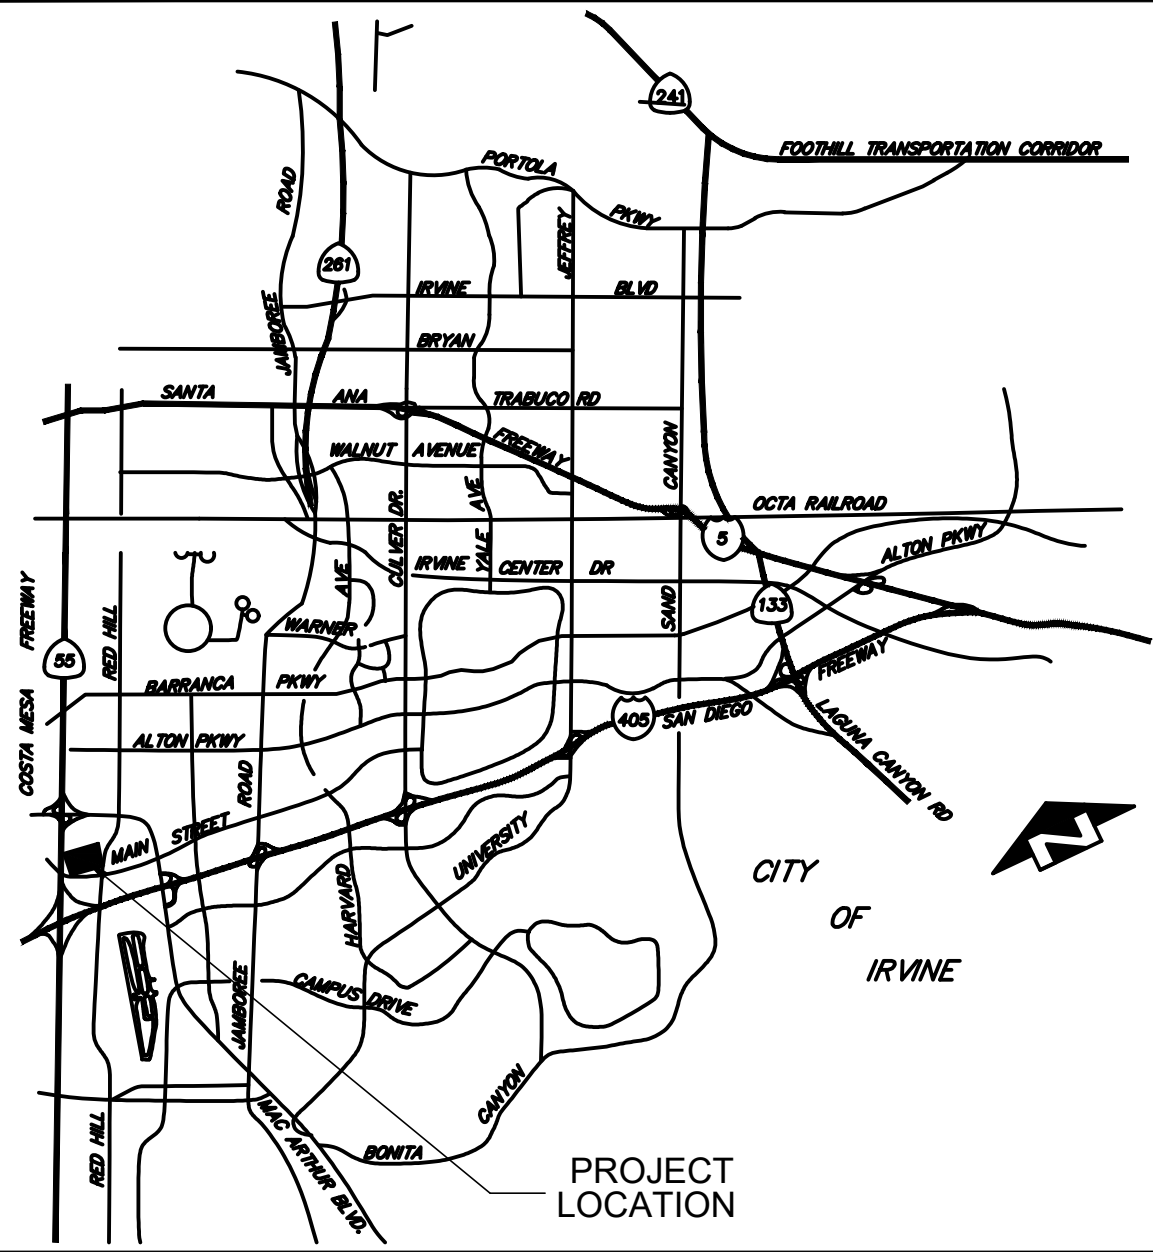 241
FOOTHILL TRANSPORTATION CORRIDOR
PORTOLA
PKWY
ROAD
JEFFREY
261
IRVINE BLVD
JAMBOREE
BRYAN
SANTA ANA
TRABUCO RD
FREEWAY
WALNUT AVENUE
CANYON
YALE AVE
CULVER DR.
OCTA RAILROAD
5
ALTON PKWY
IRVINE CENTER DR
AVE
133
SAND
WARNER
RED HILL
COSTA MESA FREEWAY
55
BARRANCA PKWY
FREEWAY
405
SAN DIEGO
LAGUNA CANYON RD
ALTON PKWY
ROAD
MAIN STREET
UNIVERSITY
HARVARD
N
CITY
OF
IRVINE
CAMPUS DRIVE
JAMBOREE
CANYON
MAC ARTHUR BLVD.
RED HILL
BONITA
PROJECT
LOCATION